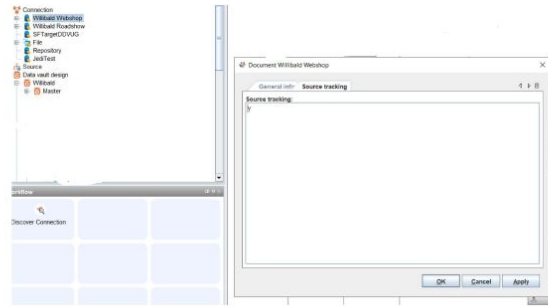 Connection
Willibald Webshop
Willibald Roadshow
SFTargetDDVUG
File
Repository
JediTest
Source
Data vault design
Willibald
Master
Discover Connection
Document Willibald Webshop
General info Source tracking
Source tracking:
y
OK Cancel Apply